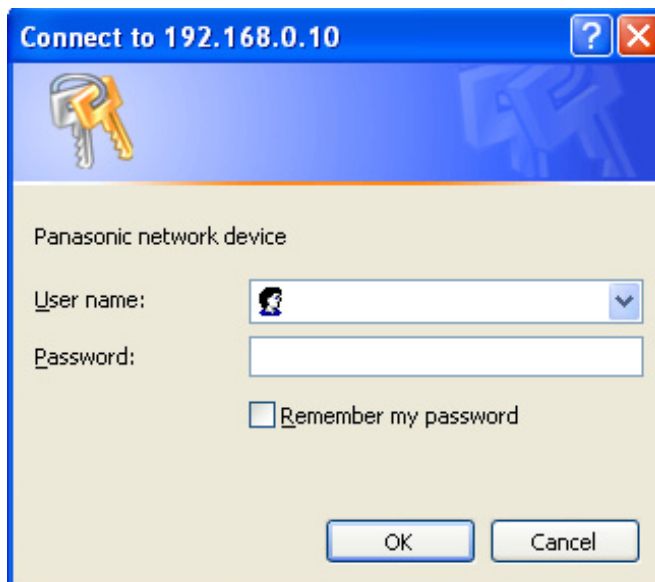 Connect to 192.168.0.10
Panasonic network device
User name:
Password:
Remember my password
OK Cancel